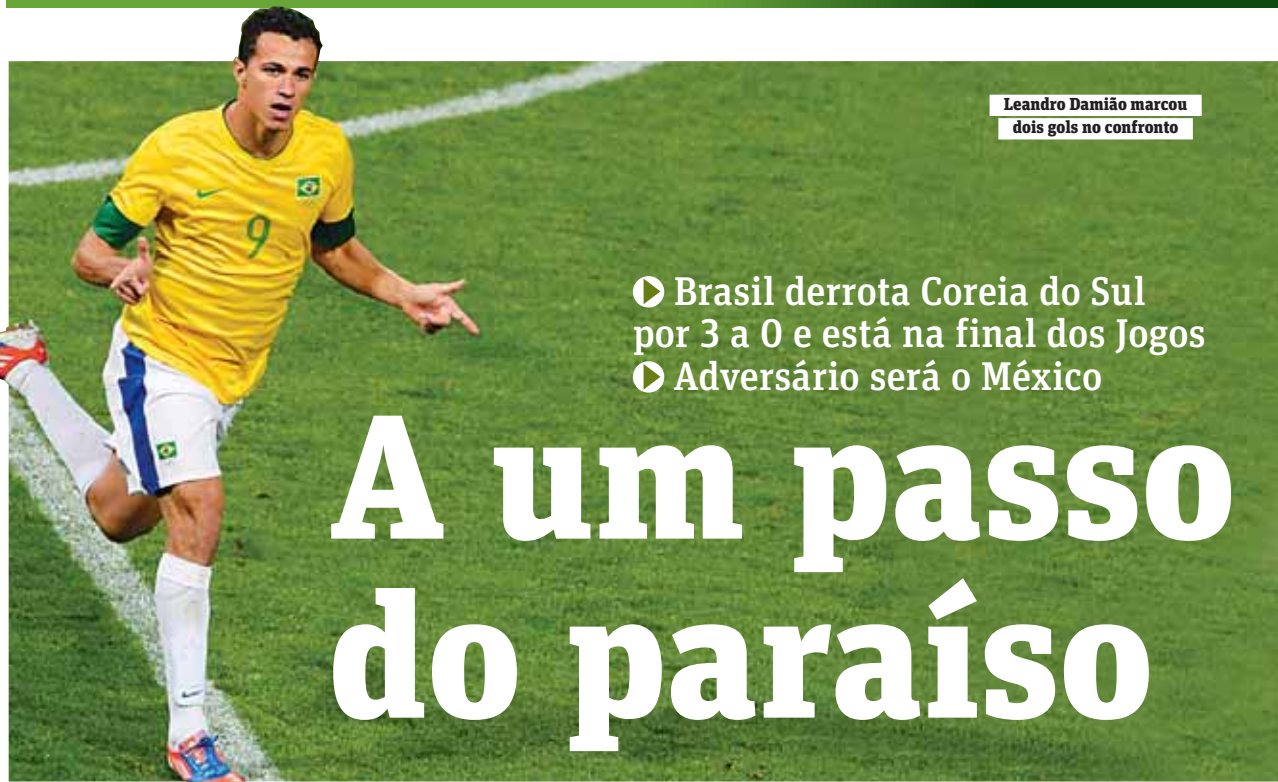 Leandro Damião marcou
dois gols no confronto
9
Brasil derrota Coreia do Sul
por 3 a 0 e está na final dos Jogos
Adversário será o México
A um passo
do paraíso